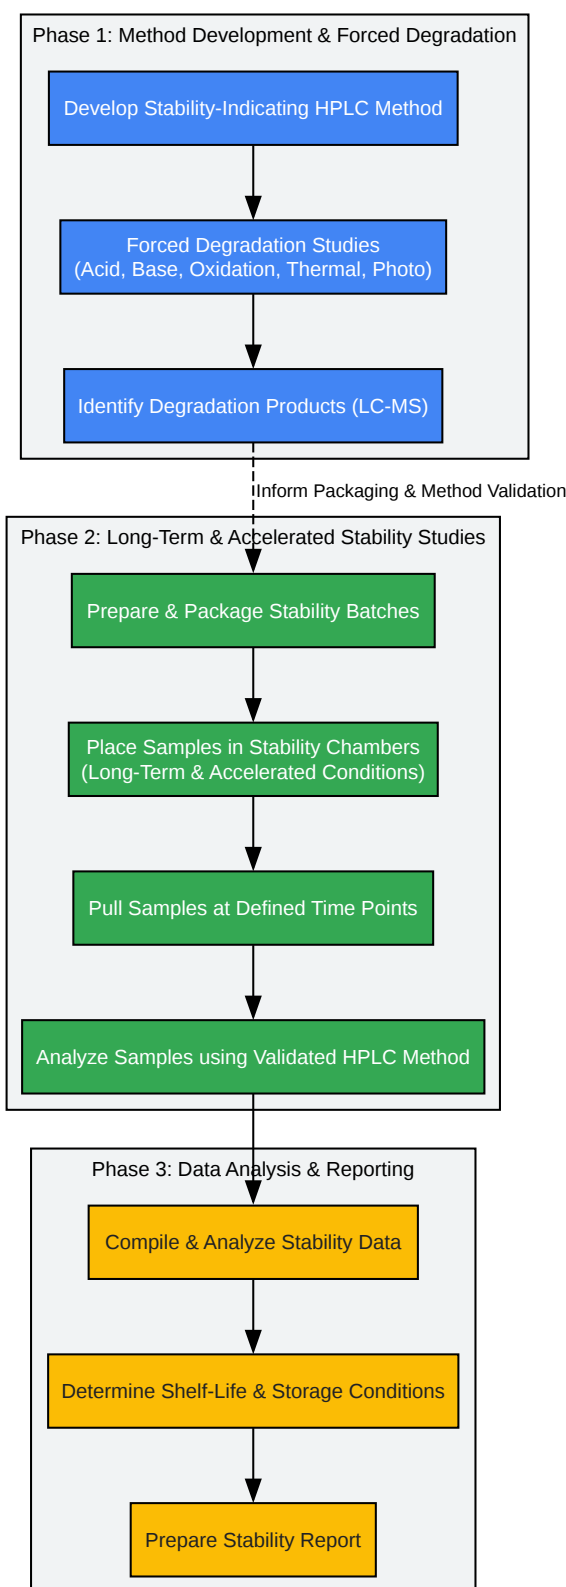 Phase 1: Method Development & Forced Degradation
Develop Stability-Indicating HPLC Method
Forced Degradation Studies
(Acid, Base, Oxidation, Thermal, Photo)
Identify Degradation Products (LC-MS)
Inform Packaging & Method Validation
Phase 2: Long-Term & Accelerated Stability Studies
Prepare & Package Stability Batches
Place Samples in Stability Chambers
(Long-Term & Accelerated Conditions)
Pull Samples at Defined Time Points
Analyze Samples using Validated HPLC Method
Phase 3: Data Analysis & Reporting
Compile & Analyze Stability Data
Determine Shelf-Life & Storage Conditions
Prepare Stability Report